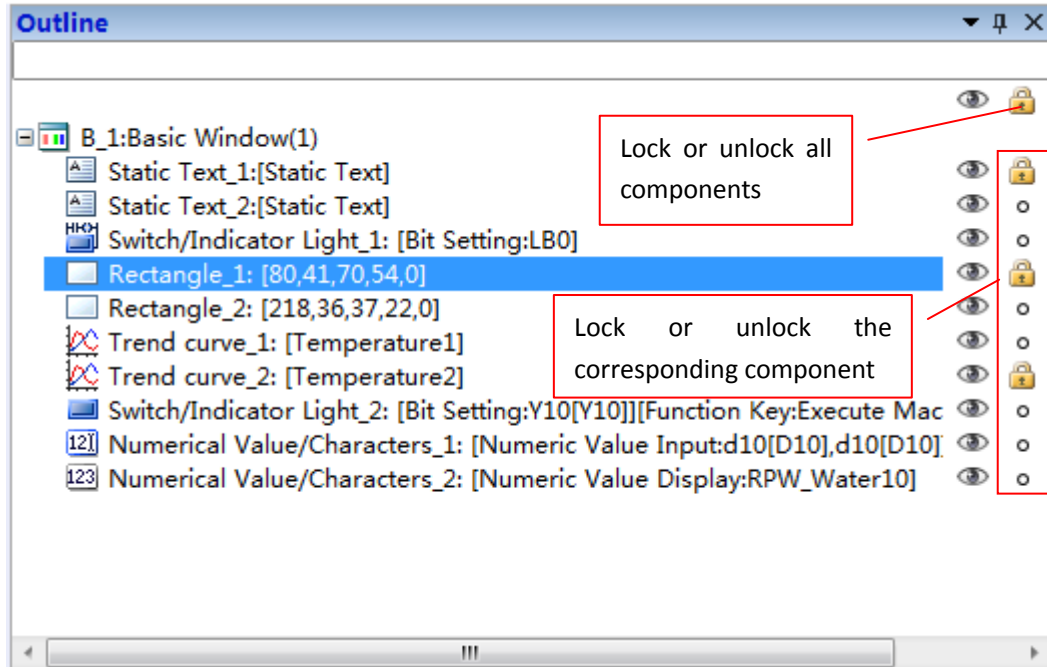 Outline
B_1:Basic Window(1)
Lock or unlock all
components
Static Text_1:[Static Text]
Static Text_2:[Static Text]
Switch/Indicator Light_1: [Bit Setting:LB0]
Rectangle_1: [80,41,70,54,0]
Rectangle_2: [218,36,37,22,0]
Lock or unlock the
corresponding component
Trend curve_1: [Temperature1]
Trend curve_2: [Temperature2]
Switch/Indicator Light_2: [Bit Setting:Y10[Y10]][Function Key:Execute Mac
Numerical Value/Characters_1: [Numeric Value Input:d10[D10],d10[D10]
Numerical Value/Characters_2: [Numeric Value Display:RPW_Water10]